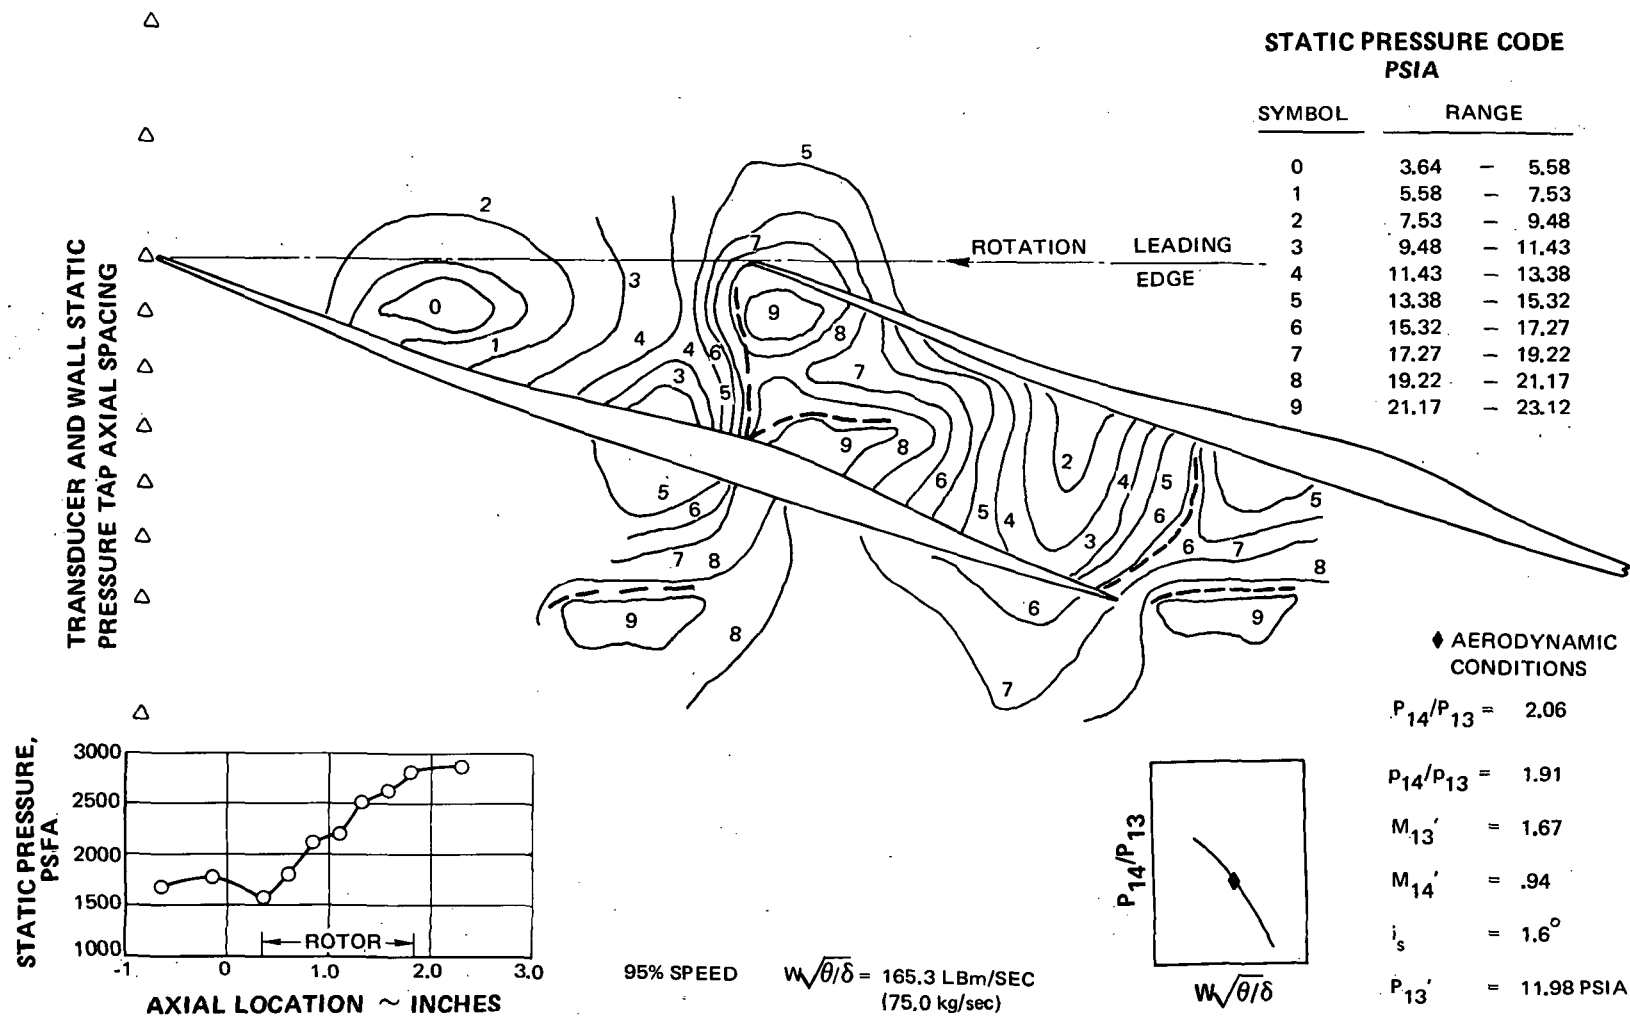 STATIC PRESSURE CODE
PSIA
SYMBOL RANGE
0 3.64 – 5.58
1 5.58 – 7.53
2 7.53 – 9.48
3 9.48 – 11.43
4 11.43 – 13.38
5 13.38 – 15.32
6 15.32 – 17.27
7 17.27 – 19.22
8 19.22 – 21.17
9 21.17 – 23.12
TRANSDUCER AND WALL STATIC
PRESSURE TAP AXIAL SPACING
ROTATION LEADING
EDGE
5
2
7
3
0
9
8
1
4
4
6
3
7
5
9
8
2
6
4
5
5
5
6
5
4
6
3
6
7
8
7
8
6
9
9
8
7
♦ AERODYNAMIC
CONDITIONS
P14/P13 = 2.06
p14/p13 = 1.91
M13' = 1.67
M14' = .94
is = 1.6°
P13' = 11.98 PSIA
STATIC PRESSURE,
PSFA
3000
2500
2000
1500
1000
ROTOR
-1 0 1.0 2.0 3.0
AXIAL LOCATION ~ INCHES
95% SPEED W√θ/δ = 165.3 LBm/SEC
(75.0 kg/sec)
P14/P13
W√θ/δ